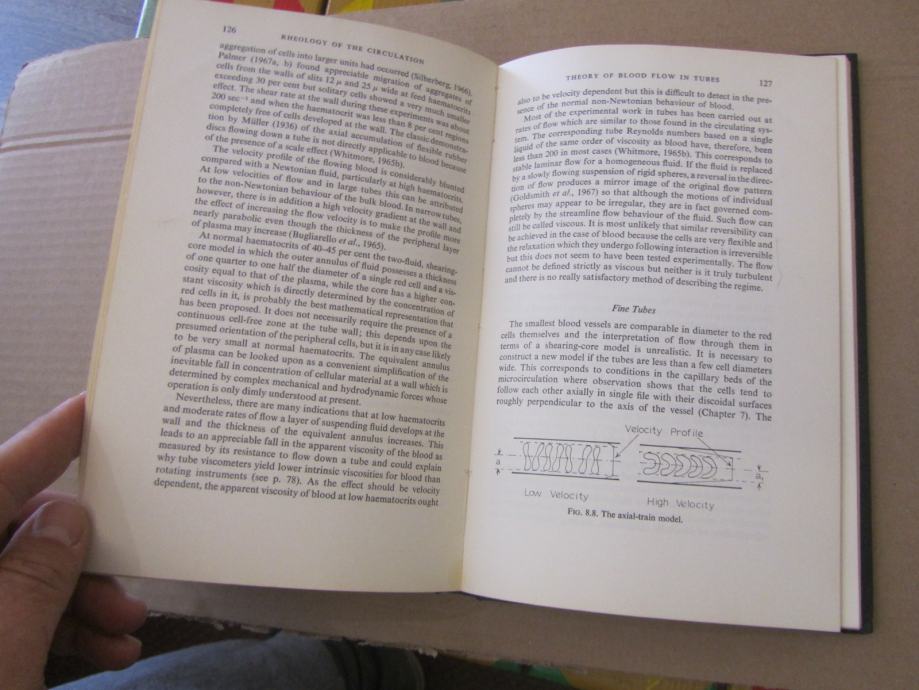 126
RHEOLOGY OF THE CIRCULATION
aggregation of cells into larger units had occurred (Silberberg, 1966).
Palmer (1967a, b) found appreciable migration of aggregates of
cells from the walls of slits 12 μ and 25 μ wide at feed haematocrits
exceeding 30 per cent but solitary cells showed a very much smaller
effect. The shear rate at the wall during these experiments was about
200 sec⁻¹ and when the haematocrit was less than 8 per cent regions
completely free of cells developed at the wall. The classic demonstra-
tion by Müller (1936) of the axial accumulation of flexible rubber
discs flowing down a tube is not directly applicable to blood because
of the presence of a scale effect (Whitmore, 1965b).
The velocity profile of the flowing blood is considerably blunted
compared with a Newtonian fluid, particularly at high haematocrits.
At low velocities of flow and in large tubes this can be attributed
to the non-Newtonian behaviour of the bulk blood. In narrow tubes,
however, there is in addition a high velocity gradient at the wall and
the effect of increasing the flow velocity is to make the profile more
nearly parabolic even though the thickness of the peripheral layer
of plasma may increase (Bugliarello et al., 1965).
At normal haematocrits of 40–45 per cent the two-fluid, shearing-
core model in which the outer annulus of fluid possesses a thickness
of one quarter to one half the diameter of a single red cell and a vis-
cosity equal to that of the plasma, while the core has a higher con-
stant viscosity which is directly determined by the concentration of
red cells in it, is probably the best mathematical representation that
has been proposed. It does not necessarily require the presence of a
continuous cell-free zone at the tube wall; this depends upon the
presumed orientation of the peripheral cells, but it is in any case likely
to be very small at normal haematocrits. The equivalent annulus
of plasma can be looked upon as a convenient simplification of the
inevitable fall in concentration of cellular material at a wall which is
determined by complex mechanical and hydrodynamic forces whose
operation is only dimly understood at present.
Nevertheless, there are many indications that at low haematocrits
and moderate rates of flow a layer of suspending fluid develops at the
wall and the thickness of the equivalent annulus increases. This
leads to an appreciable fall in the apparent viscosity of the blood as
measured by its resistance to flow down a tube and could explain
why tube viscometers yield lower intrinsic viscosities for blood than
rotating instruments (see p. 78). As the effect should be velocity
dependent, the apparent viscosity of blood at low haematocrits ought
THEORY OF BLOOD FLOW IN TUBES
127
also to be velocity dependent but this is difficult to detect in the pre-
sence of the normal non-Newtonian behaviour of blood.
Most of the experimental work in tubes has been carried out at
rates of flow which are similar to those found in the circulating sys-
tem. The corresponding tube Reynolds numbers based on a single
liquid of the same order of viscosity as blood have, therefore, been
less than 200 in most cases (Whitmore, 1965b). This corresponds to
stable laminar flow for a homogeneous fluid. If the fluid is replaced
by a slowly flowing suspension of rigid spheres, a reversal in the direc-
tion of flow produces a mirror image of the original flow pattern
(Goldsmith et al., 1967) so that although the motions of individual
spheres may appear to be irregular, they are in fact governed com-
pletely by the streamline flow behaviour of the fluid. Such flow can
still be called viscous. It is most unlikely that similar reversibility can
be achieved in the case of blood because the cells are very flexible and
the relaxation which they undergo following interaction is irreversible
but this does not seem to have been tested experimentally. The flow
cannot be defined strictly as viscous but neither is it truly turbulent
and there is no really satisfactory method of describing the regime.
Fine Tubes
The smallest blood vessels are comparable in diameter to the red
cells themselves and the interpretation of flow through them in
terms of a shearing-core model is unrealistic. It is necessary to
construct a new model if the tubes are less than a few cell diameters
wide. This corresponds to conditions in the capillary beds of the
microcirculation where observation shows that the cells tend to
follow each other axially in single file with their discoidal surfaces
roughly perpendicular to the axis of the vessel (Chapter 7). The
Velocity Profile
a
a₁
Low Velocity
High Velocity
FIG. 8.8. The axial-train model.